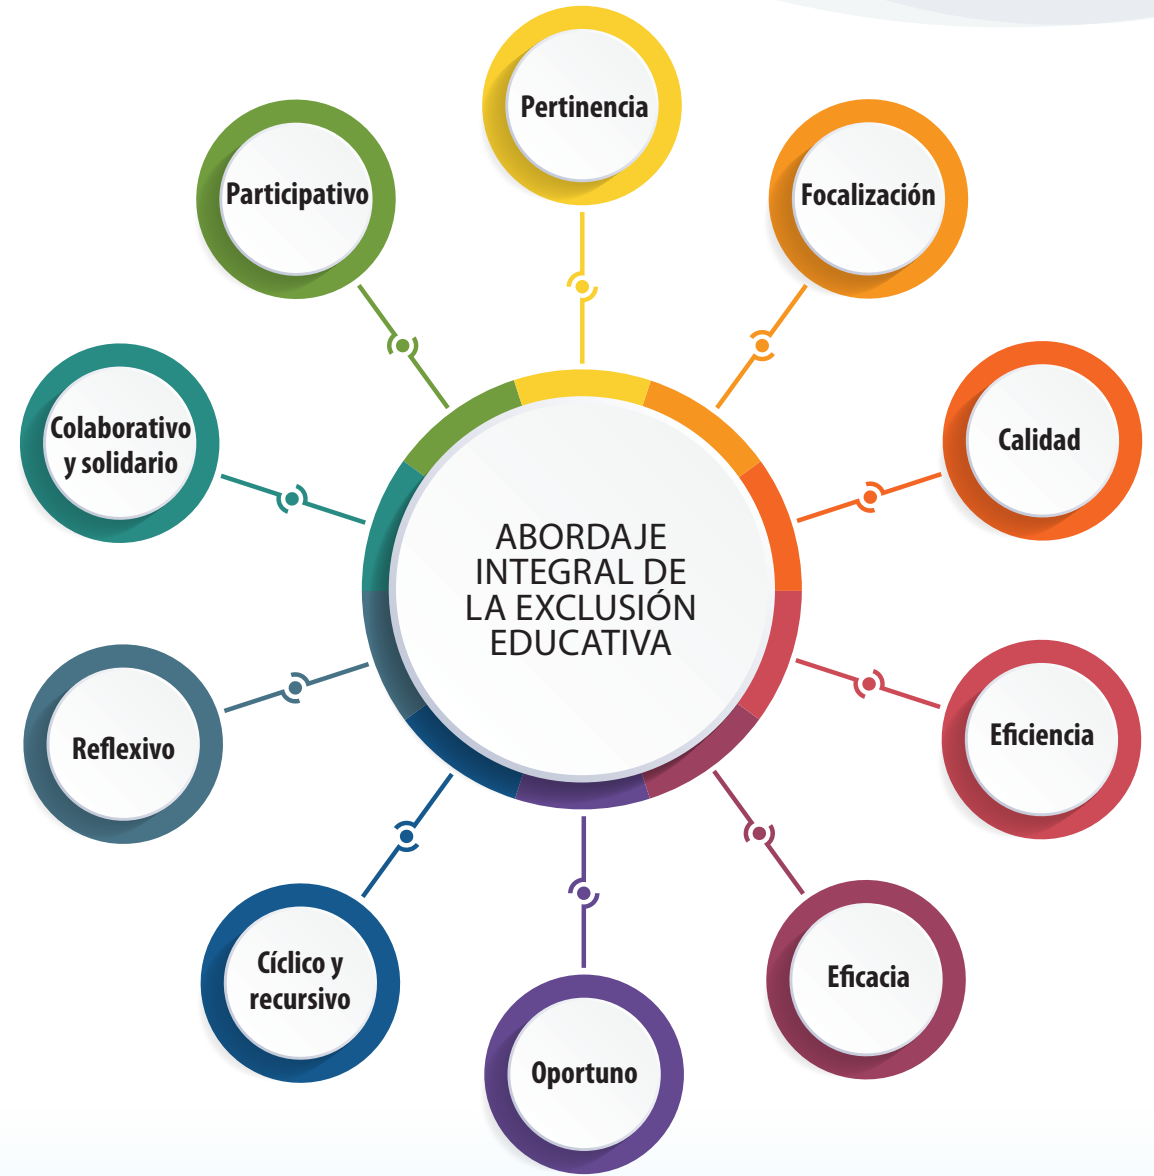 Pertinencia
Focalización
Calidad
Eficiencia
Eficacia
Oportuno
Cíclico y
recursivo
Reflexivo
Colaborativo
y solidario
Participativo
ABORDAJE
INTEGRAL DE
LA EXCLUSIÓN
EDUCATIVA